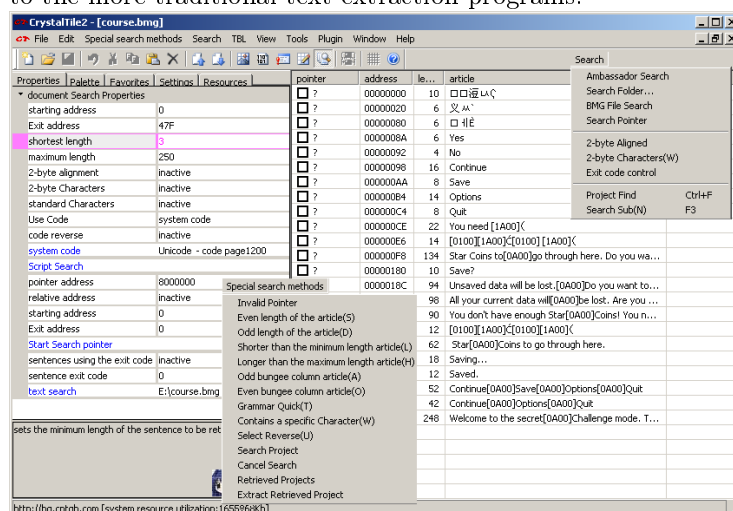 to the more traditional text extraction programs.
CrystalTile2 - [course.bmg]
File Edit Special search methods Search TBL View Tools Plugin Window Help
Search
Properties Palette Favorites Settings Resources
document Search Properties
starting address 0
Exit address 47F
shortest length 3
maximum length 250
2-byte alignment inactive
2-byte Characters inactive
standard Characters inactive
Use Code system code
code reverse inactive
system code Unicode - code page1200
Script Search
pointer address 8000000
relative address inactive
starting address 0
Exit address 0
Start Search pointer
sentences using the exit code inactive
sentence exit code 0
text search E:\course.bmg
sets the minimum length of the sentence to be ret
pointer address le... article
? 00000000 10
? 00000020 6
? 00000080 6
? 0000008A 6 Yes
? 00000092 4 No
? 00000098 16 Continue
? 000000AA 8 Save
? 000000B4 14 Options
? 000000C4 8 Quit
? 000000CE 22 You need [1A00](
? 000000E6 14 [0100][1A00]Ċ[0100][1A00](
? 000000F8 134 Star Coins to[0A00]go through here. Do you wa...
? 00000180 10 Save?
? 0000018C 94 Unsaved data will be lost.[0A00]Do you want to...
98 All your current data will[0A00]be lost. Are you ...
90 You don't have enough Star[0A00]Coins! You n...
12 [0100][1A00]Ċ[0100][1A00](
62 Star[0A00]Coins to go through here.
18 Saving...
12 Saved.
52 Continue[0A00]Save[0A00]Options[0A00]Quit
42 Continue[0A00]Options[0A00]Quit
248 Welcome to the secret[0A00]Challenge mode. T...
Ambassador Search
Search Folder...
BMG File Search
Search Pointer
2-byte Aligned
2-byte Characters(W)
Exit code control
Project Find Ctrl+F
Search Sub(N) F3
Special search methods
Invalid Pointer
Even length of the article(S)
Odd length of the article(D)
Shorter than the minimum length article(L)
Longer than the maximum length article(H)
Odd bungee column article(A)
Even bungee column article(O)
Grammar Quick(T)
Contains a specific Character(W)
Select Reverse(U)
Search Project
Cancel Search
Retrieved Projects
Extract Retrieved Project